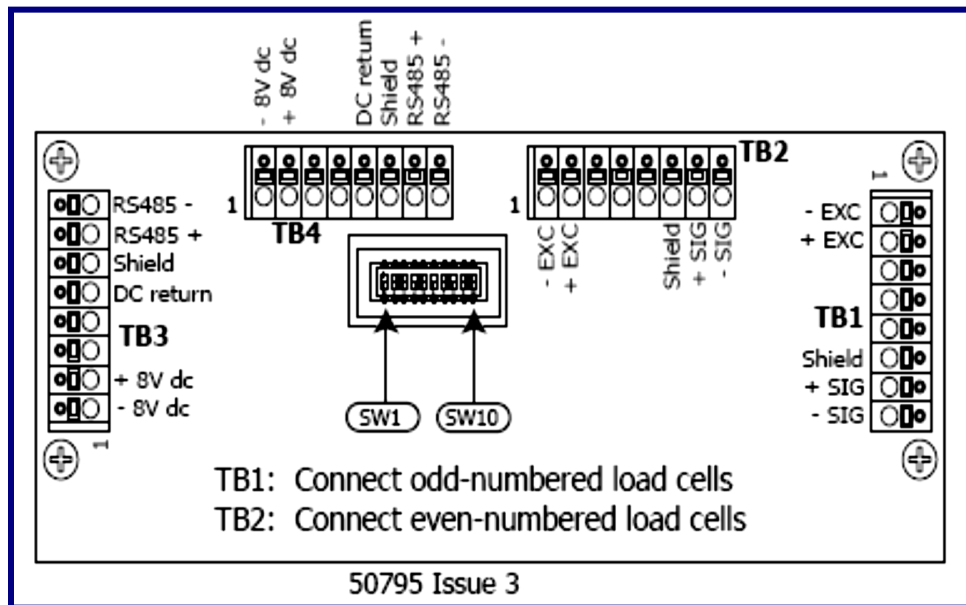 - 8V dc
+ 8V dc
DC return
Shield
RS485 +
RS485 -
1
TB4
TB2
1
- EXC
+ EXC
Shield
+ SIG
- SIG
RS485 -
RS485 +
Shield
DC return
TB3
+ 8V dc
- 8V dc
1
1
- EXC
+ EXC
TB1
Shield
+ SIG
- SIG
SW1
SW10
TB1: Connect odd-numbered load cells
TB2: Connect even-numbered load cells
50795 Issue 3